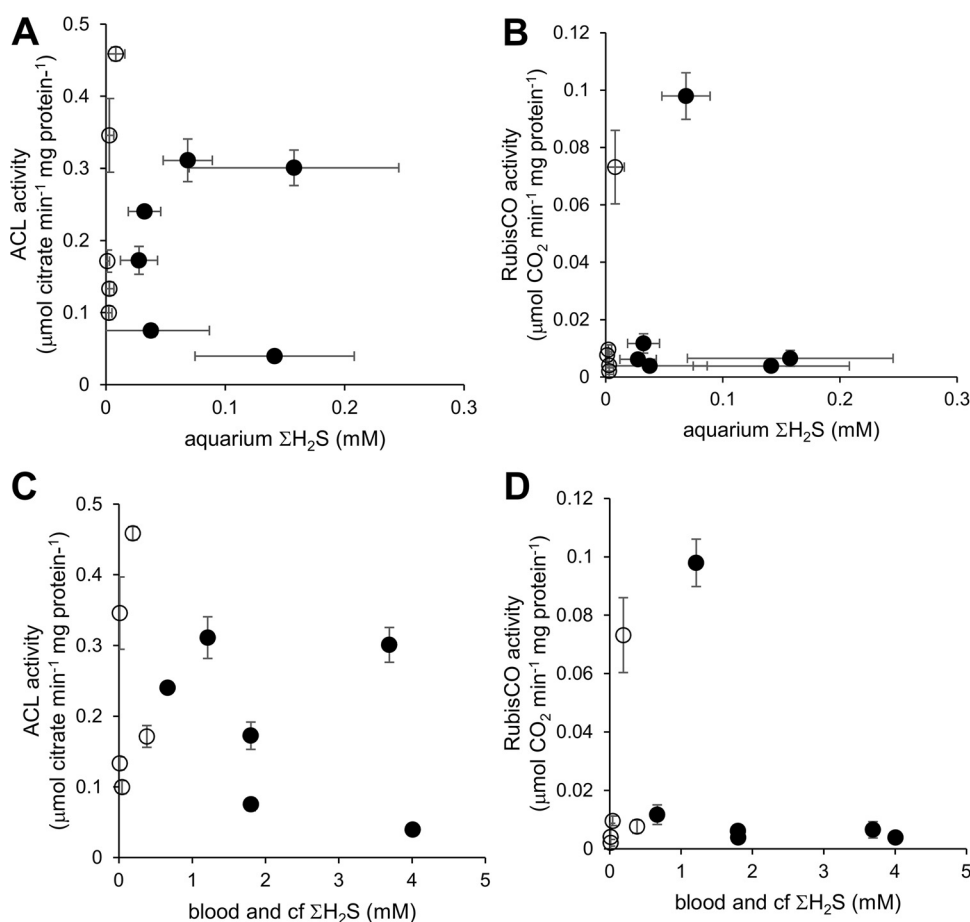 A
ACL activity
(μmol citrate min⁻¹ mg protein-¹)
0.5
0.4
0.3
0.2
0.1
0
0 0.1 0.2 0.3
aquarium ΣH₂S (mM)
B
RubisCO activity
(μmol CO₂ min⁻¹ mg protein⁻¹)
0.12
0.1
0.08
0.06
0.04
0.02
0
0 0.1 0.2 0.3
aquarium ΣH₂S (mM)
C
ACL activity
(μmol citrate min⁻¹ mg protein-¹)
0.5
0.4
0.3
0.2
0.1
0
0 1 2 3 4 5
blood and cf ΣH₂S (mM)
D
RubisCO activity
(μmol CO₂ min⁻¹ mg protein⁻¹)
0.12
0.1
0.08
0.06
0.04
0.02
0
0 1 2 3 4 5
blood and cf ΣH₂S (mM)